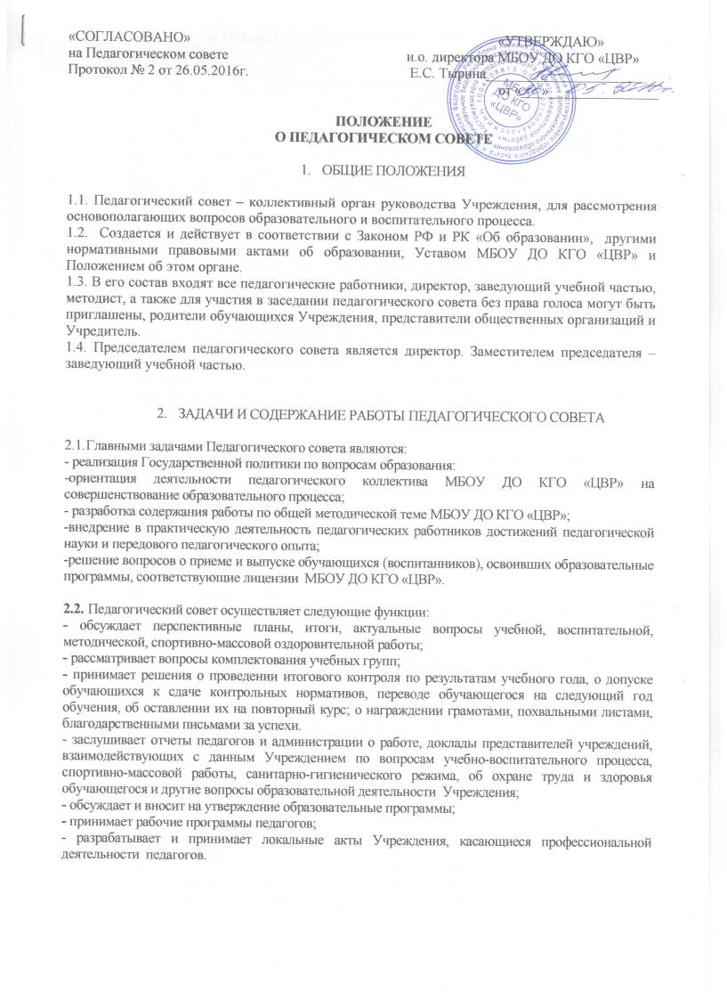 «СОГЛАСОВАНО» «УТВЕРЖДАЮ»
на Педагогическом совете и.о. директора МБОУ ДО КГО «ЦВР»
Протокол № 2 от 26.05.2016г. Е.С. Тырина
от «
МБОУ
ДО КГО
«ЦВР»
ПОЛОЖЕНИЕ
О ПЕДАГОГИЧЕСКОМ СОВЕТЕ
1. ОБЩИЕ ПОЛОЖЕНИЯ
1.1. Педагогический совет – коллективный орган руководства Учреждения, для рассмотрения
основополагающих вопросов образовательного и воспитательного процесса.
1.2. Создается и действует в соответствии с Законом РФ и РК «Об образовании», другими
нормативными правовыми актами об образовании, Уставом МБОУ ДО КГО «ЦВР» и
Положением об этом органе.
1.3. В его состав входят все педагогические работники, директор, заведующий учебной частью,
методист, а также для участия в заседании педагогического совета без права голоса могут быть
приглашены, родители обучающихся Учреждения, представители общественных организаций и
Учредитель.
1.4. Председателем педагогического совета является директор. Заместителем председателя –
заведующий учебной частью.
2. ЗАДАЧИ И СОДЕРЖАНИЕ РАБОТЫ ПЕДАГОГИЧЕСКОГО СОВЕТА
2.1.Главными задачами Педагогического совета являются:
- реализация Государственной политики по вопросам образования:
-ориентация деятельности педагогического коллектива МБОУ ДО КГО «ЦВР» на
совершенствование образовательного процесса;
- разработка содержания работы по общей методической теме МБОУ ДО КГО «ЦВР»;
-внедрение в практическую деятельность педагогических работников достижений педагогической
науки и передового педагогического опыта;
-решение вопросов о приеме и выпуске обучающихся (воспитанников), освоивших образовательные
программы, соответствующие лицензии МБОУ ДО КГО «ЦВР».
2.2. Педагогический совет осуществляет следующие функции:
- обсуждает перспективные планы, итоги, актуальные вопросы учебной, воспитательной,
методической, спортивно-массовой оздоровительной работы;
- рассматривает вопросы комплектования учебных групп;
- принимает решения о проведении итогового контроля по результатам учебного года, о допуске
обучающихся к сдаче контрольных нормативов, переводе обучающегося на следующий год
обучения, об оставлении их на повторный курс; о награждении грамотами, похвальными листами,
благодарственными письмами за успехи.
- заслушивает отчеты педагогов и администрации о работе, доклады представителей учреждений,
взаимодействующих с данным Учреждением по вопросам учебно-воспитательного процесса,
спортивно-массовой работы, санитарно-гигиенического режима, об охране труда и здоровья
обучающегося и другие вопросы образовательной деятельности Учреждения;
- обсуждает и вносит на утверждение образовательные программы;
- принимает рабочие программы педагогов;
- разрабатывает и принимает локальные акты Учреждения, касающиеся профессиональной
деятельности педагогов.